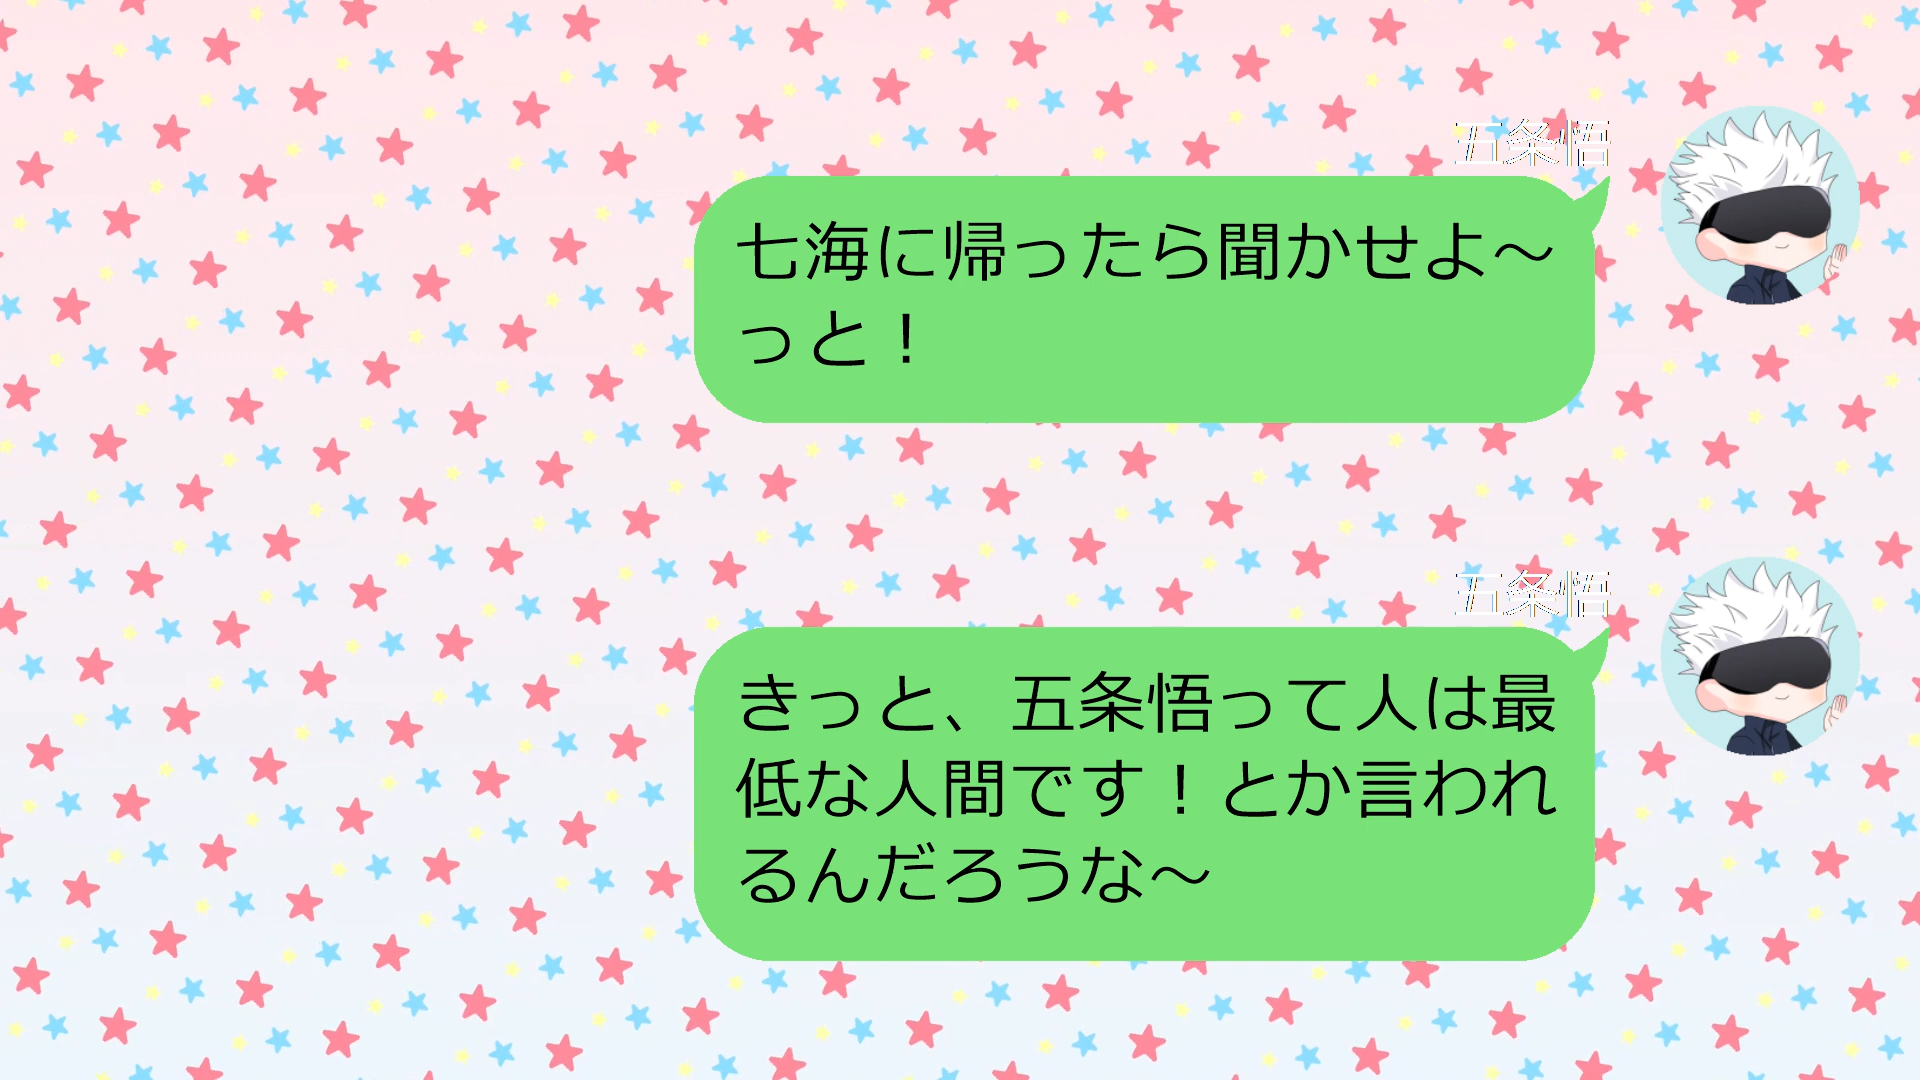 五条悟
七海に帰ったら聞かせよ～
っと！
五条悟
きっと、五条悟って人は最
低な人間です！とか言われ
るんだろうな～